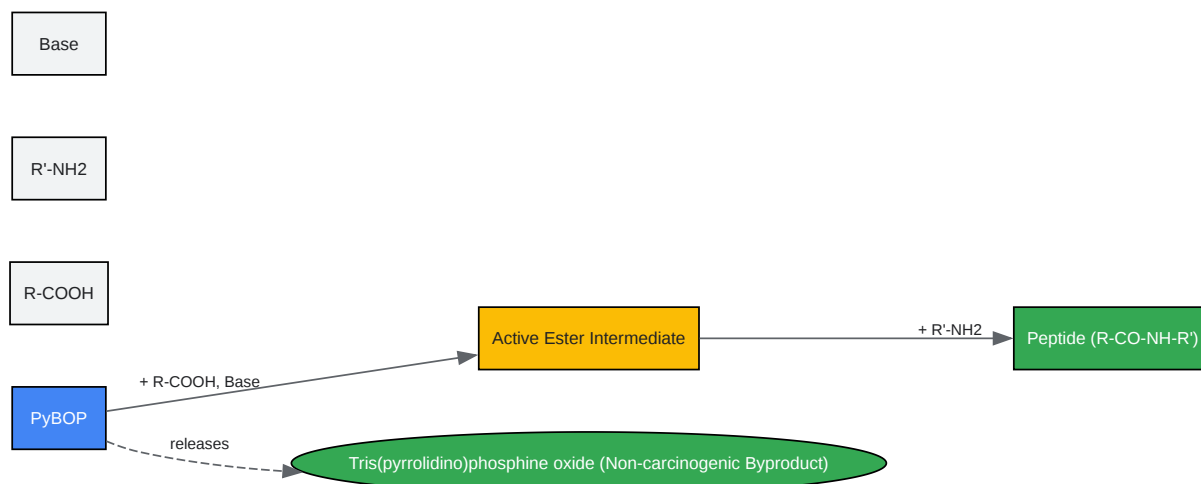 Base
R'-NH2
R-COOH
Active Ester Intermediate
+ R'-NH2
Peptide (R-CO-NH-R')
+ R-COOH, Base
PyBOP
releases
Tris(pyrrolidino)phosphine oxide (Non-carcinogenic Byproduct)